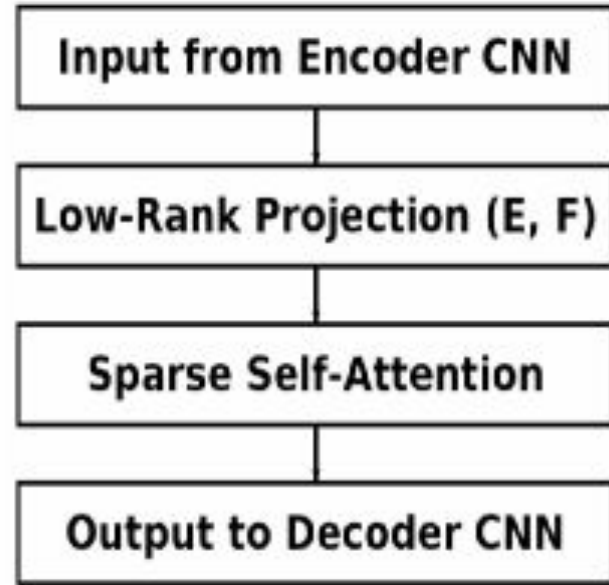 Input from Encoder CNN
Low-Rank Projection (E, F)
Sparse Self-Attention
Output to Decoder CNN